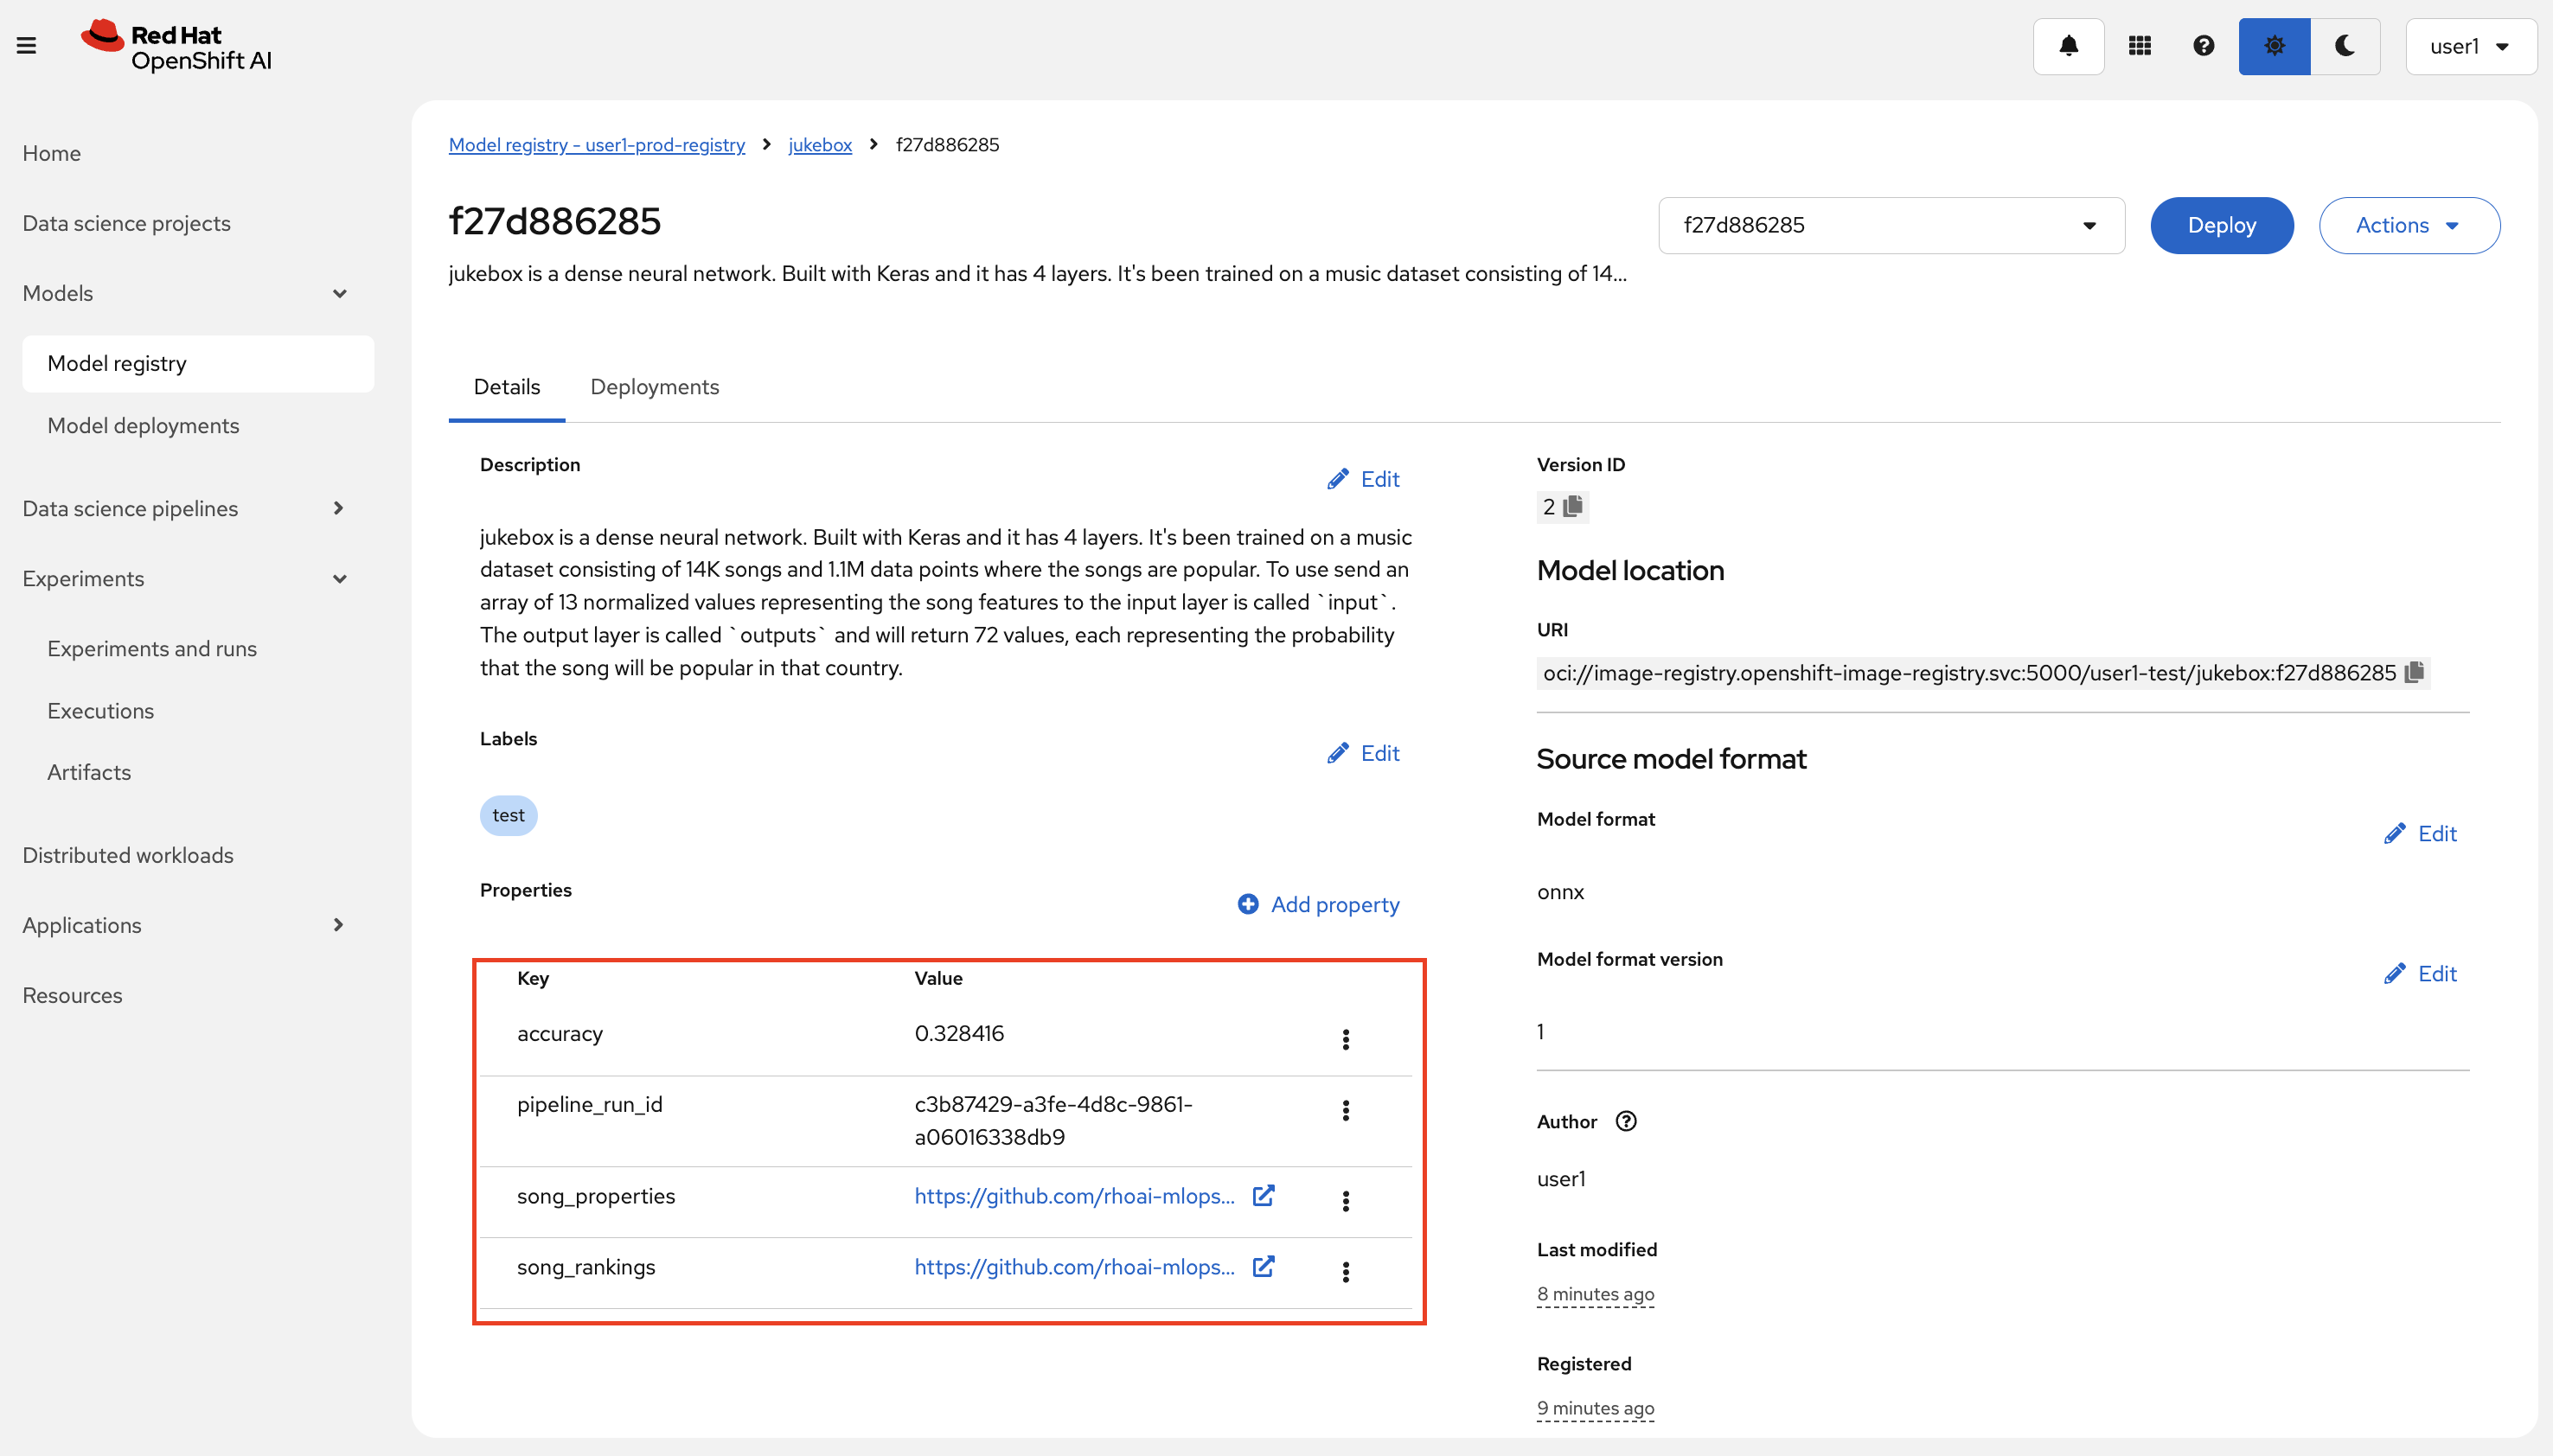 Red Hat
OpenShift AI
user1
Home
Data science projects
Models
Model registry
Model deployments
Data science pipelines
Experiments
Experiments and runs
Executions
Artifacts
Distributed workloads
Applications
Resources
Model registry - user1-prod-registry > jukebox > f27d886285
f27d886285
f27d886285
Deploy
Actions
jukebox is a dense neural network. Built with Keras and it has 4 layers. It's been trained on a music dataset consisting of 14...
Details
Deployments
Description
Edit
jukebox is a dense neural network. Built with Keras and it has 4 layers. It's been trained on a music
dataset consisting of 14K songs and 1.1M data points where the songs are popular. To use send an
array of 13 normalized values representing the song features to the input layer is called `input`.
The output layer is called `outputs` and will return 72 values, each representing the probability
that the song will be popular in that country.
Labels
Edit
test
Properties
Add property
Key Value
accuracy 0.328416
pipeline_run_id c3b87429-a3fe-4d8c-9861-
a06016338db9
song_properties https://github.com/rhoai-mlops...
song_rankings https://github.com/rhoai-mlops...
Version ID
2
Model location
URI
oci://image-registry.openshift-image-registry.svc:5000/user1-test/jukebox:f27d886285
Source model format
Model format
Edit
onnx
Model format version
Edit
1
Author
user1
Last modified
8 minutes ago
Registered
9 minutes ago